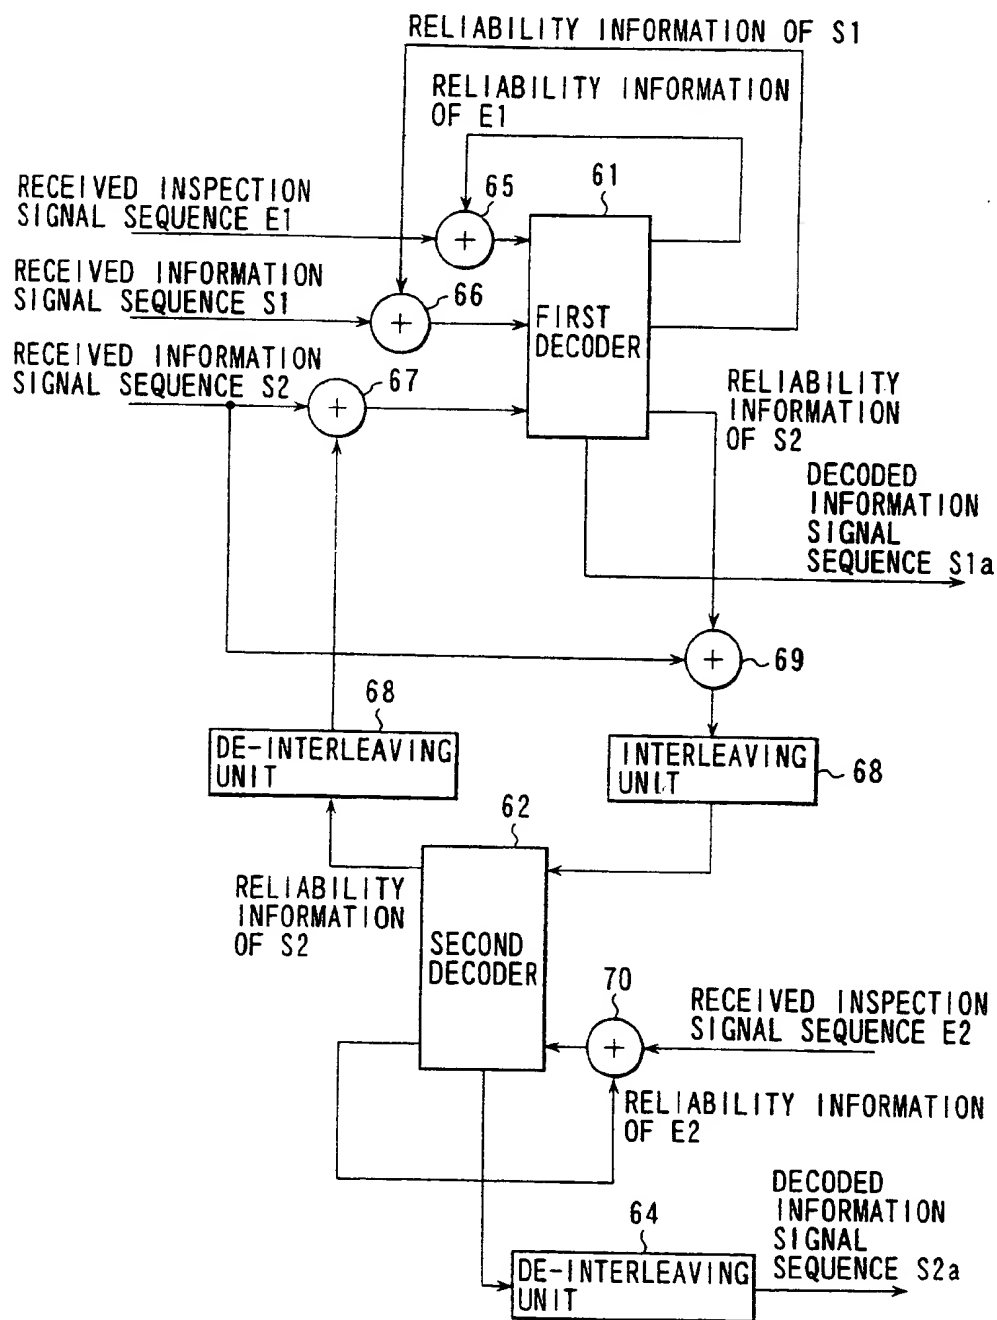 RELIABILITY INFORMATION OF S1
RELIABILITY INFORMATION
OF E1
RECEIVED INSPECTION
SIGNAL SEQUENCE E1
65
61
RECEIVED INFORMATION
SIGNAL SEQUENCE S1
66
FIRST
DECODER
RECEIVED INFORMATION
SIGNAL SEQUENCE S2
67
RELIABILITY
INFORMATION
OF S2
DECODED
INFORMATION
SIGNAL
SEQUENCE S1a
69
68
DE-INTERLEAVING
UNIT
INTERLEAVING
UNIT
68
62
RELIABILITY
INFORMATION
OF S2
SECOND
DECODER
70
RECEIVED INSPECTION
SIGNAL SEQUENCE E2
RELIABILITY INFORMATION
OF E2
64
DE-INTERLEAVING
UNIT
DECODED
INFORMATION
SIGNAL
SEQUENCE S2a